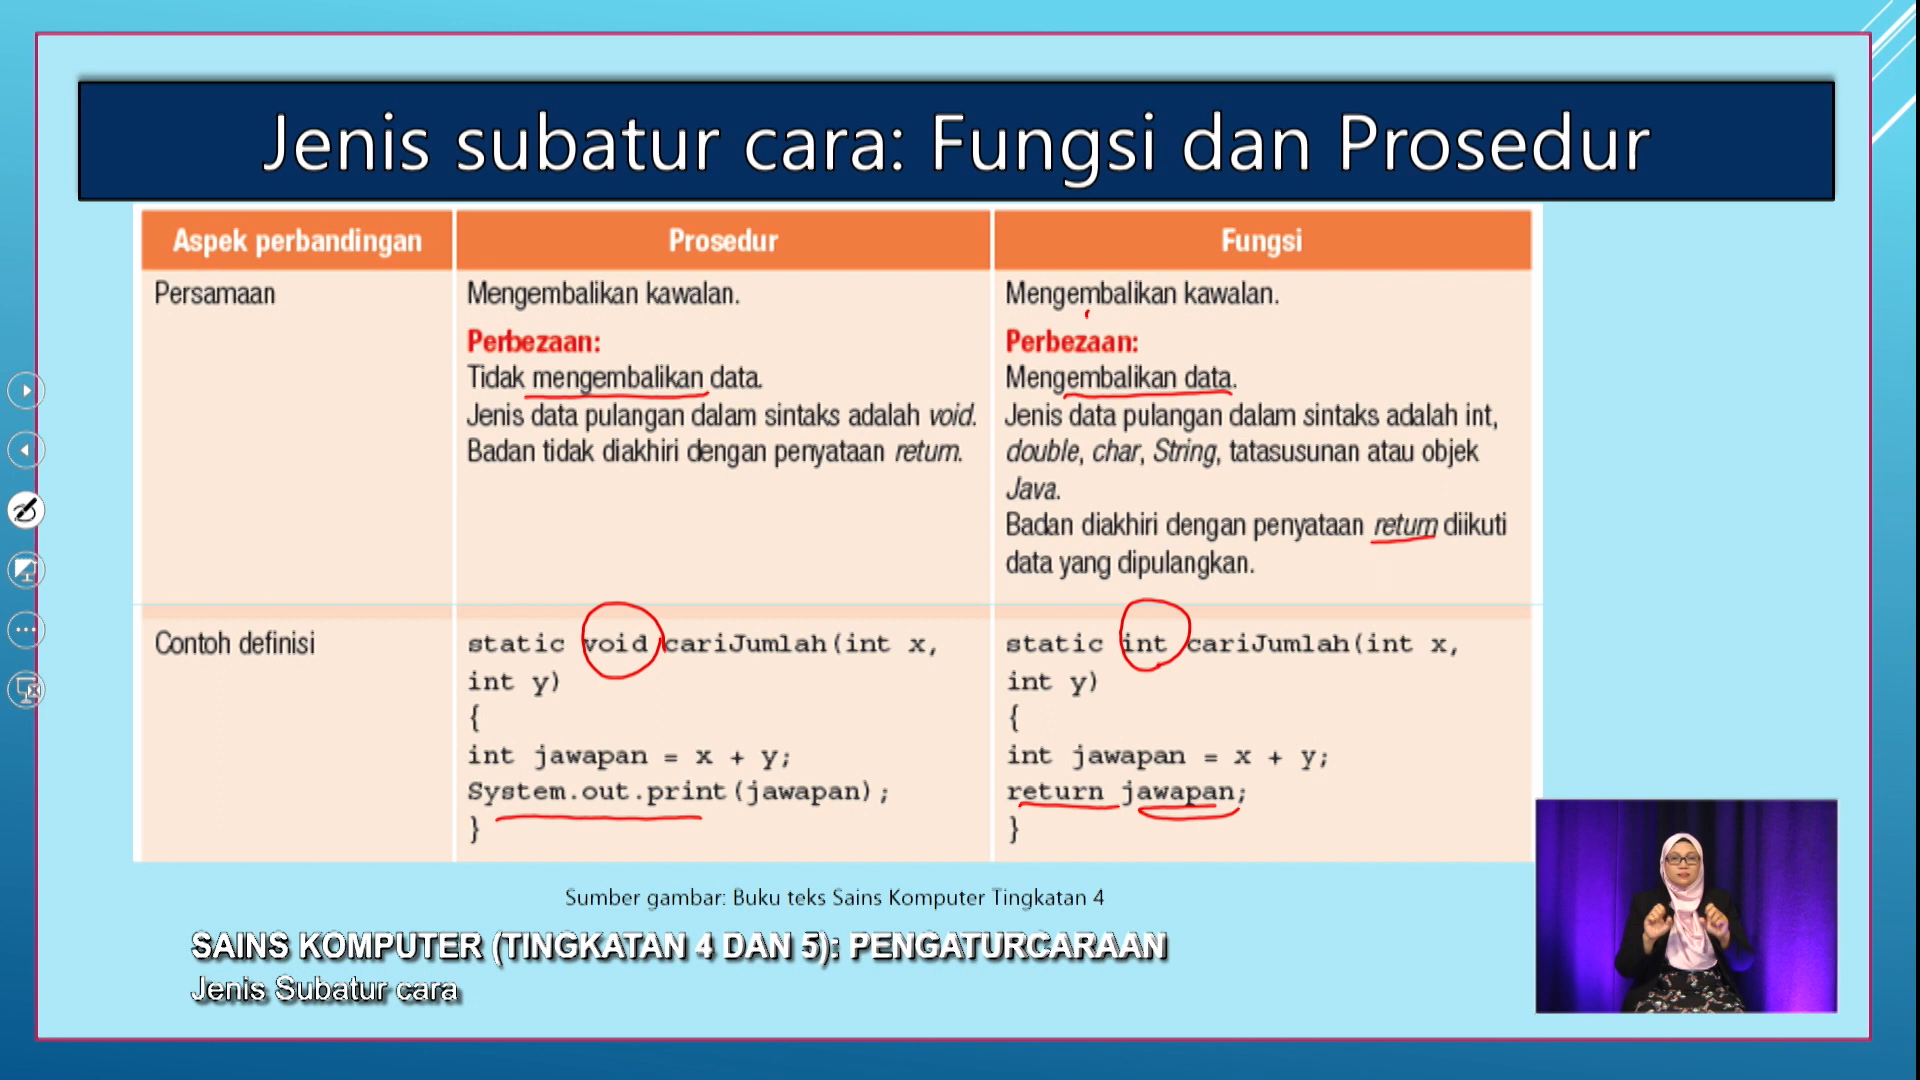 Jenis subatur cara: Fungsi dan Prosedur
Aspek perbandingan
Prosedur
Fungsi
Persamaan
Mengembalikan kawalan.
Perbezaan:
Tidak mengembalikan data.
Jenis data pulangan dalam sintaks adalah void.
Badan tidak diakhiri dengan penyataan return.
Mengembalikan kawalan.
Perbezaan:
Mengembalikan data.
Jenis data pulangan dalam sintaks adalah int,
double, char, String, tatasusunan atau objek
Java.
Badan diakhiri dengan penyataan return diikuti
data yang dipulangkan.
Contoh definisi
static void cariJumlah(int x,
int y)
{
int jawapan = x + y;
System.out.print(jawapan);
}
static int cariJumlah(int x,
int y)
{
int jawapan = x + y;
return jawapan;
}
Sumber gambar: Buku teks Sains Komputer Tingkatan 4
SAINS KOMPUTER (TINGKATAN 4 DAN 5): PENGATURCARAAN
Jenis Subatur cara